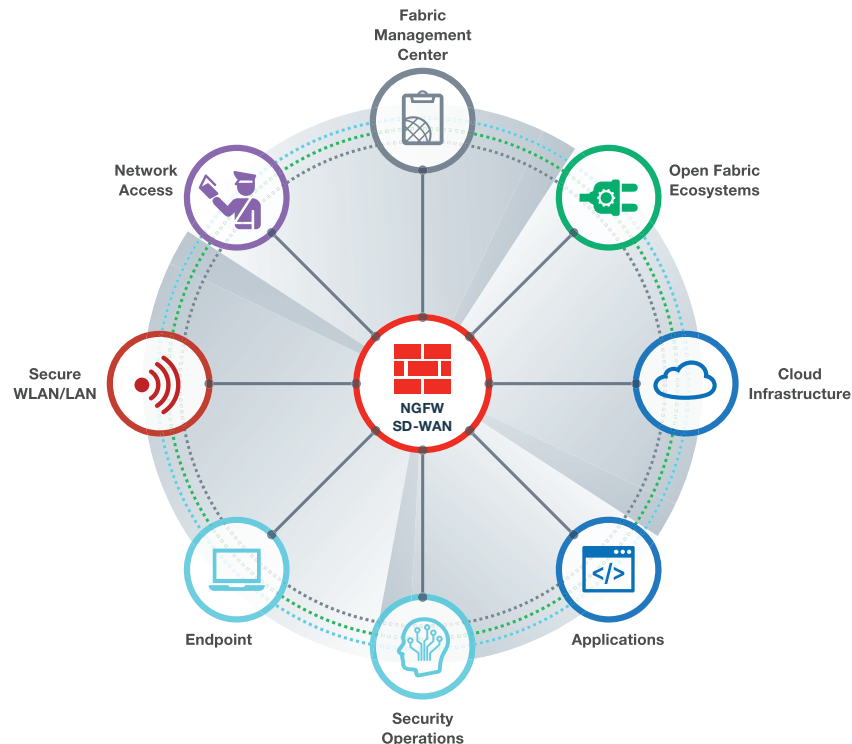 Fabric
Management
Center
Network
Access
Open Fabric
Ecosystems
Secure
WLAN/LAN
NGFW
SD-WAN
Cloud
Infrastructure
</>
Endpoint
Applications
Security
Operations